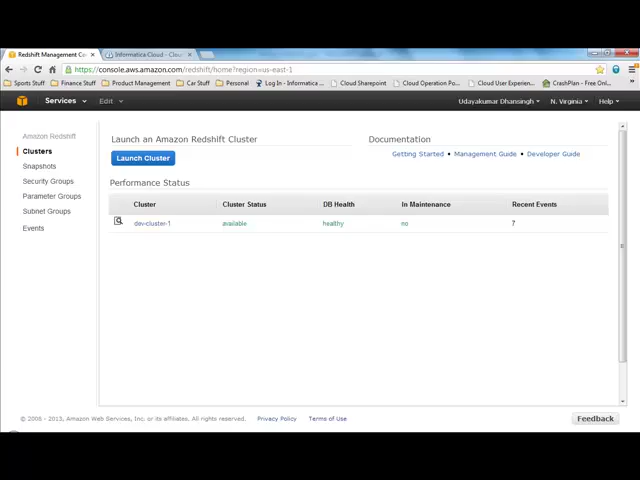 Redshift Management Co
Informatica Cloud - Clou
https://console.aws.amazon.com/redshift/home?region=us-east-1
Sports Stuff
Finance Stuff
Product Management
Car Stuff
Personal
Log In - Informatica ...
Cloud Sharepoint
Cloud Operation Po...
Cloud User Experien...
CrashPlan - Free Onl...
Services
Edit
Udayakumar Dhansingh
N. Virginia
Help
Amazon Redshift
Clusters
Snapshots
Security Groups
Parameter Groups
Subnet Groups
Events
Launch an Amazon Redshift Cluster
Launch Cluster
Documentation
Getting Started • Management Guide • Developer Guide
Performance Status
Cluster Cluster Status DB Health In Maintenance Recent Events
dev-cluster-1 available healthy no 7
© 2008 - 2013, Amazon Web Services, Inc. or its affiliates. All rights reserved. Privacy Policy Terms of Use
Feedback